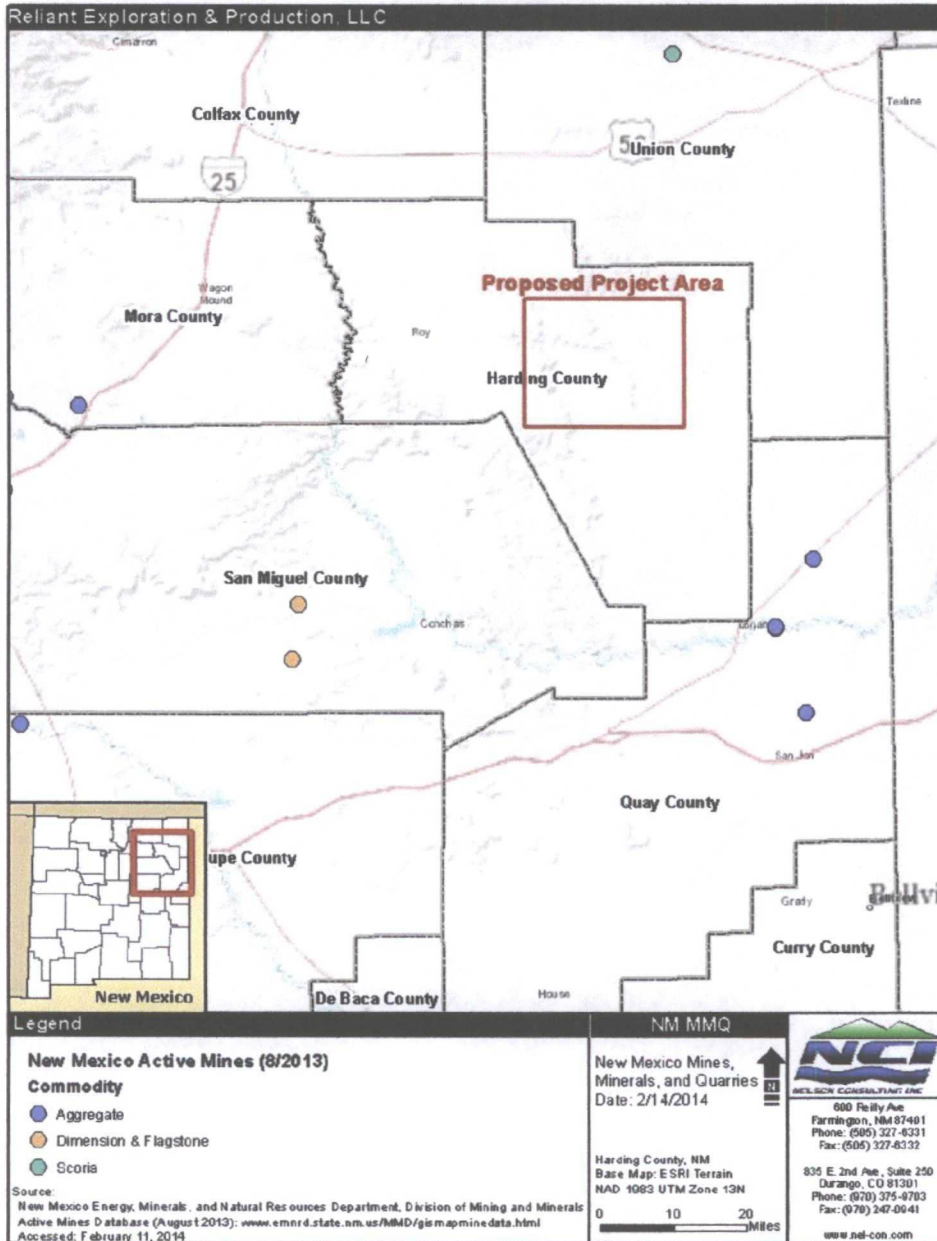 Reliant Exploration & Production, LLC
Cimarron
Colfax County
Texline
Union County
25
Proposed Project Area
Wagon
Mound
Mora County
Roy
Harding County
San Miguel County
Conchas
Logan
San Jon
Quay County
upe County
Grady
Curry County
New Mexico
De Baca County
House
Legend
New Mexico Active Mines (8/2013)
Commodity
Aggregate
Dimension & Flagstone
Scoria
Source:
New Mexico Energy, Minerals, and Natural Resources Department, Division of Mining and Minerals
Active Mines Database (August 2013): www.emnrd.state.nm.us/MMD/gismapminedata.html
Accessed: February 11, 2014
NM MMQ
New Mexico Mines,
Minerals, and Quarries
Date: 2/14/2014
N
Harding County, NM
Base Map: ESRI Terrain
NAD 1983 UTM Zone 13N
0 10 20
Miles
NCI
NELSON CONSULTING INC
600 Reilly Ave
Farmington, NM 87401
Phone: (505) 327-6331
Fax: (505) 327-6332
835 E. 2nd Ave, Suite 250
Durango, CO 81301
Phone: (970) 375-9703
Fax: (970) 247-0941
www.nel-con.com